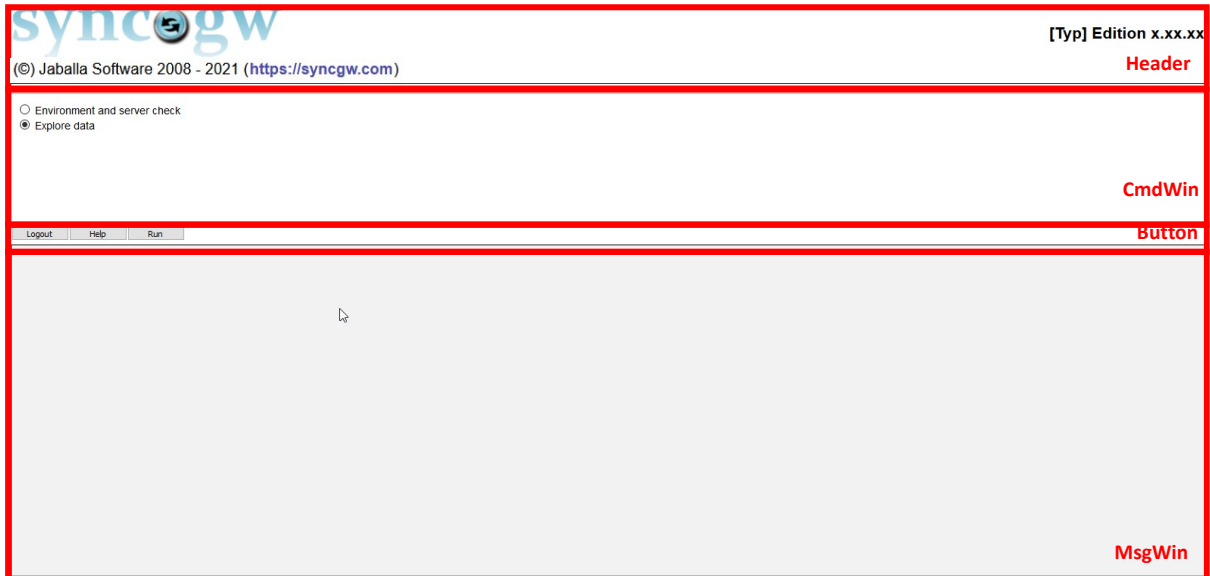 syncgw
[Typ] Edition x.xx.xx
(©) Jaballa Software 2008 - 2021 (https://syncgw.com)
Header
Environment and server check
Explore data
CmdWin
Logout Help Run
Button
MsgWin